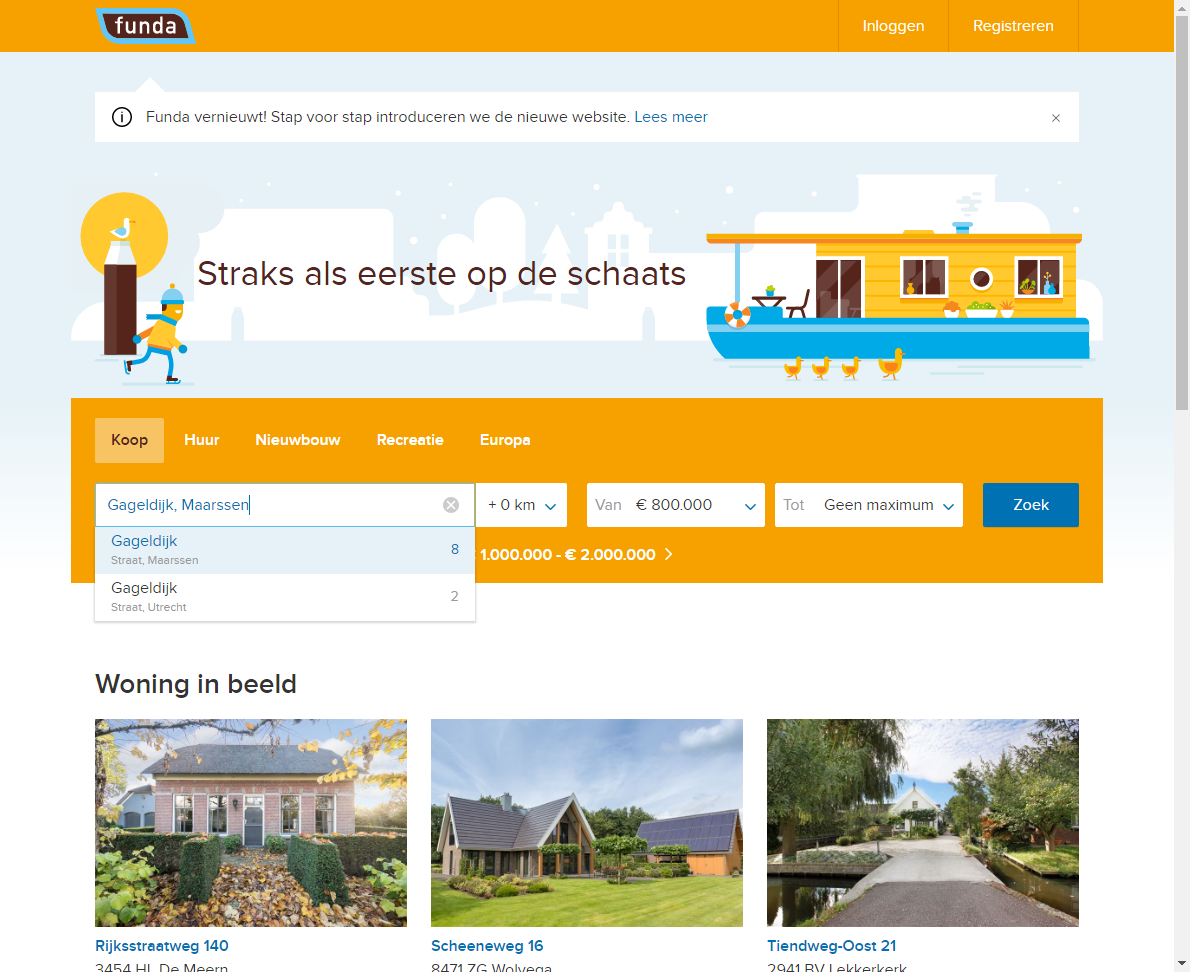 funda
Inloggen
Registreren
Funda vernieuwt! Stap voor stap introduceren we de nieuwe website. Lees meer
Straks als eerste op de schaats
Koop
Huur
Nieuwbouw
Recreatie
Europa
Gageldijk, Maarssen
+ 0 km
Van € 800.000
Tot Geen maximum
Zoek
Gageldijk
8
Straat, Maarssen
1.000.000 - € 2.000.000
Gageldijk
2
Straat, Utrecht
Woning in beeld
Rijksstraatweg 140
Scheeneweg 16
Tiendweg-Oost 21
3454 HL De Meern
8471 ZG Wolvega
2941 BV Lekkerkerk